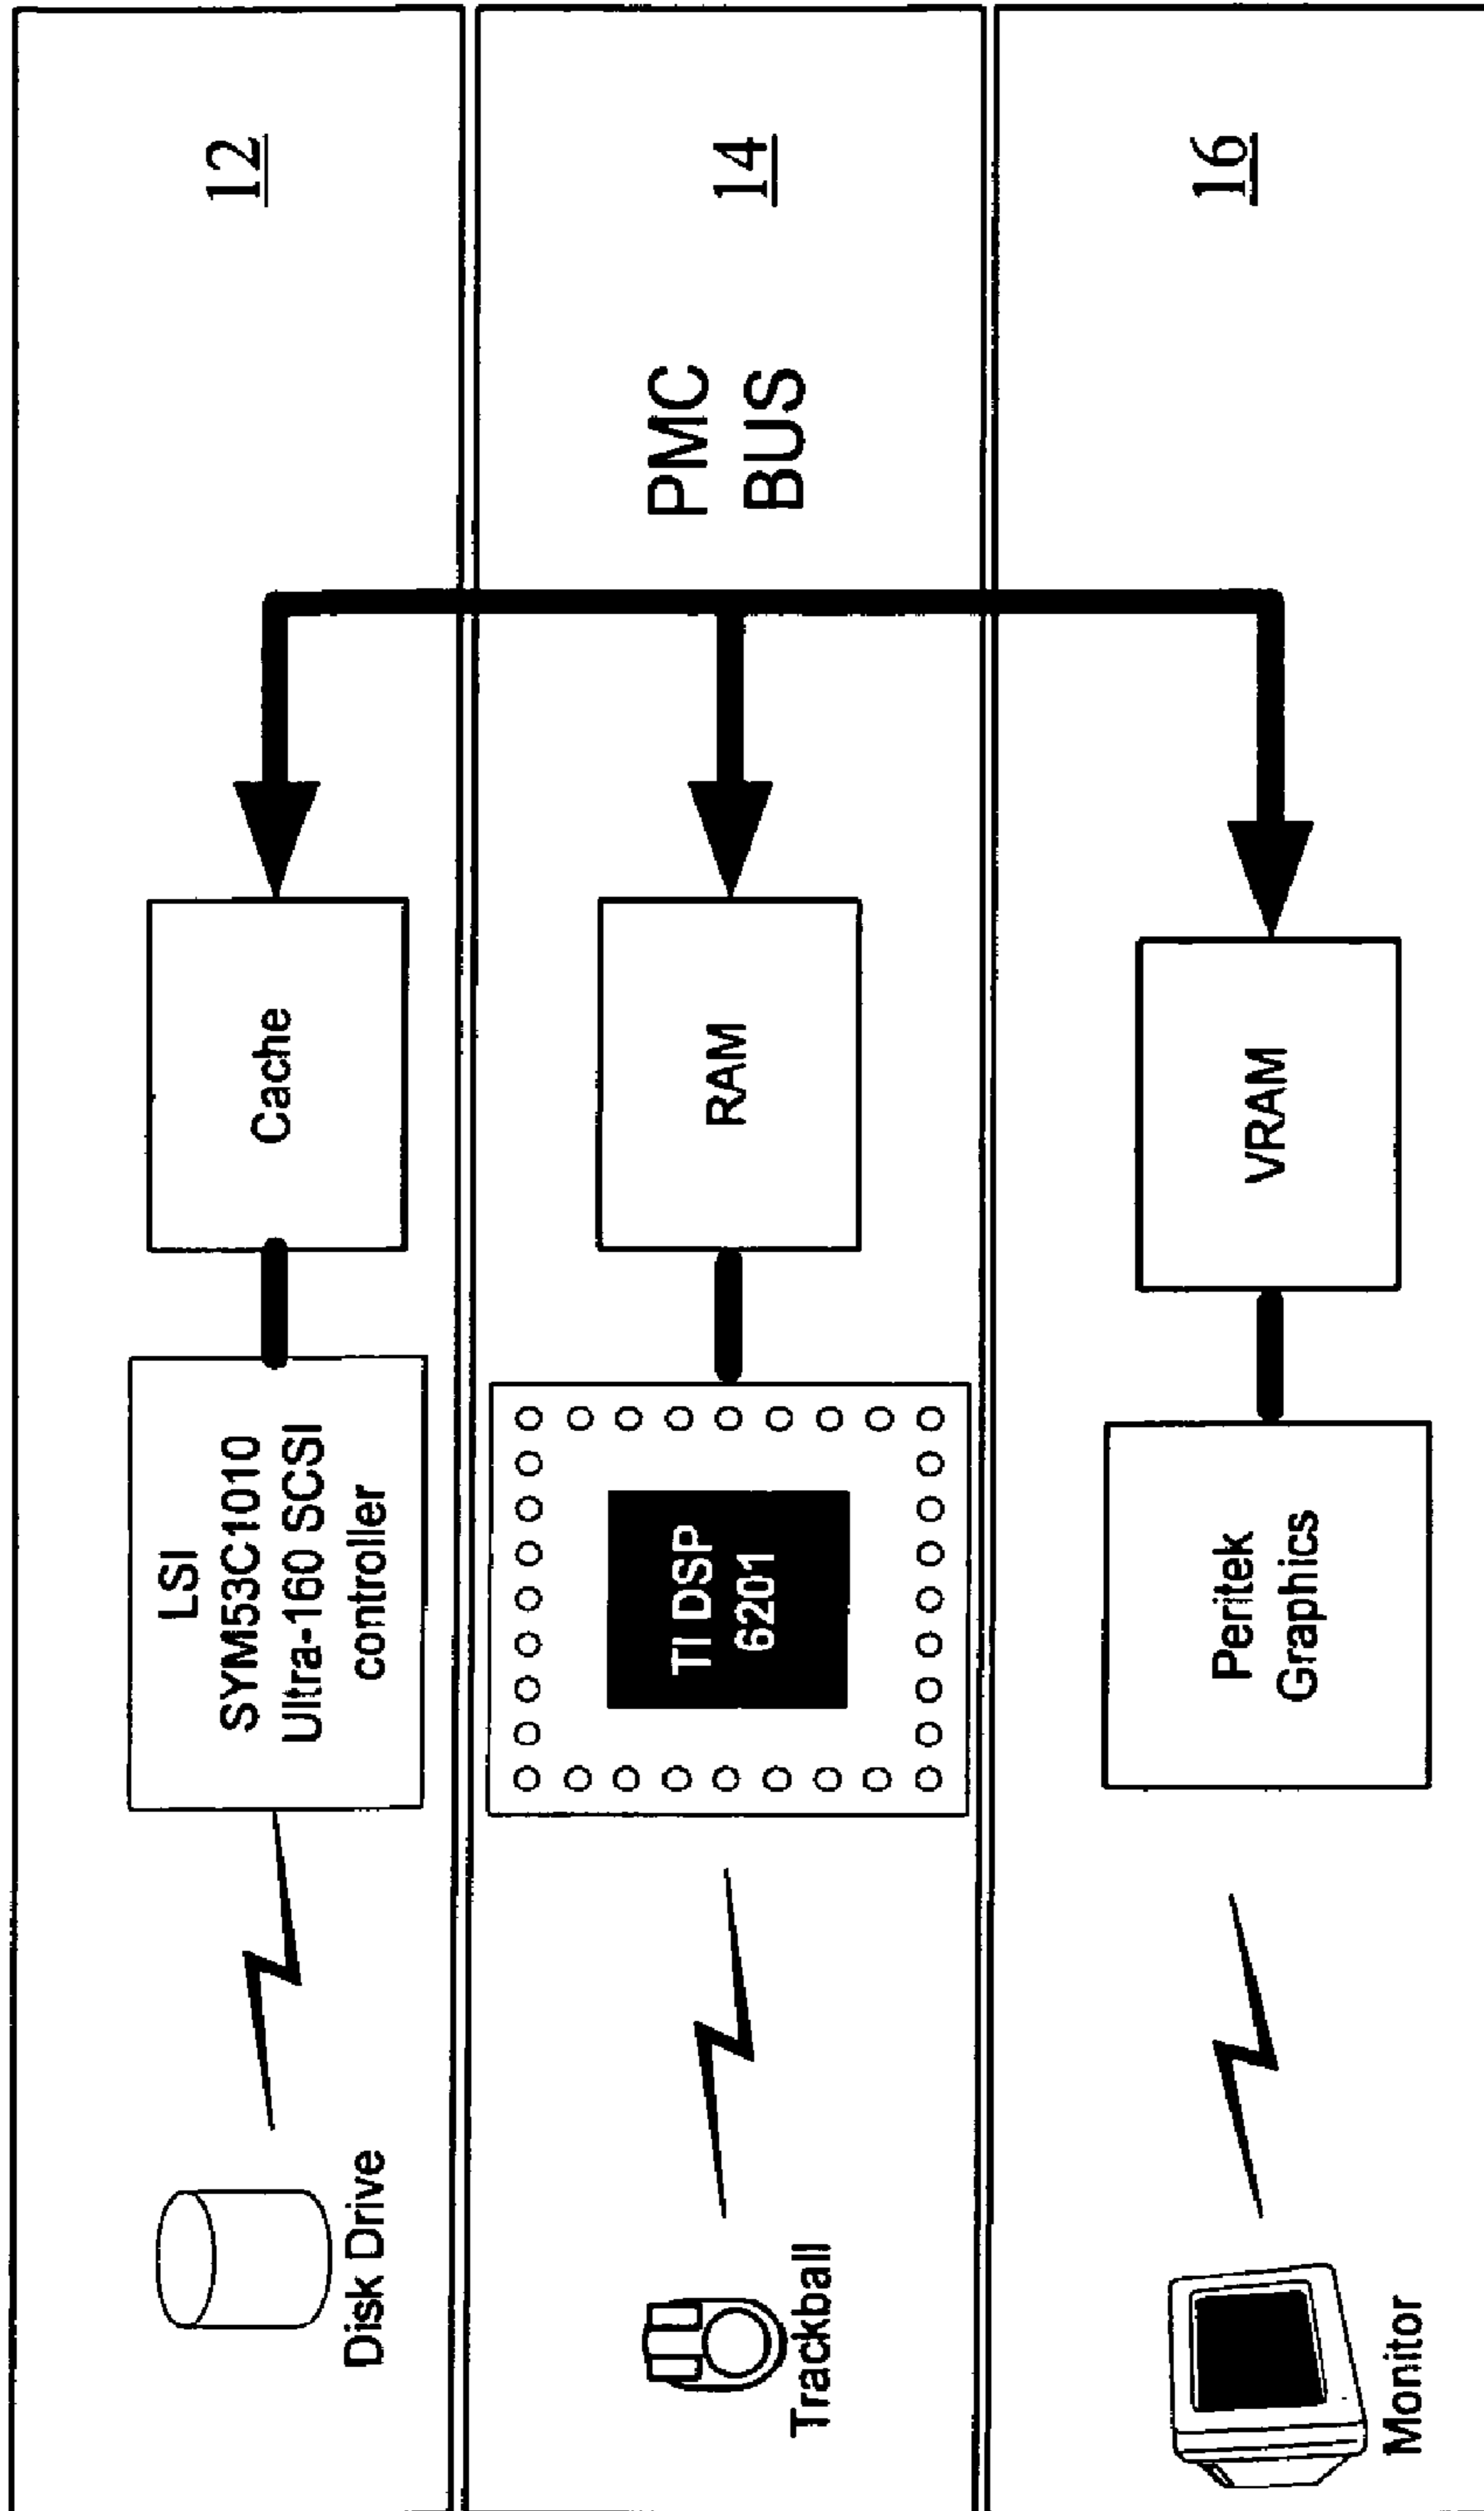 Disk Drive
LSI
SYM53C1010
Ultra-160 SCSI
controller
Cache
12
Trackball
TI DSP
6201
RAM
PMC
BUS
14
Monitor
Peritek
Graphics
VRAM
16